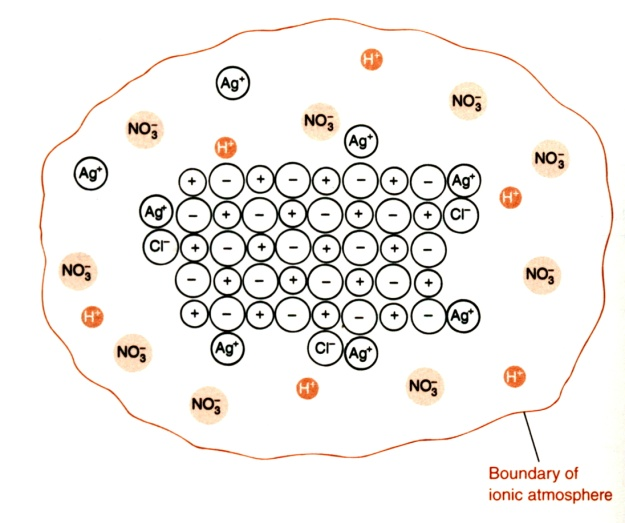 H⁺
Ag⁺
NO₃⁻
NO₃⁻
NO₃⁻
Ag⁺
H⁺
NO₃⁻
Ag⁺
+ − + − + − + − Ag⁺
H⁺
Ag⁺ − + − + − + − + Cl⁻
Cl⁻ + − + − + − + −
NO₃⁻
NO₃⁻
− + − + − + − +
+ − + − + − + − Ag⁺
H⁺
Ag⁺ Cl⁻ Ag⁺
NO₃⁻
H⁺
H⁺
NO₃⁻
NO₃⁻
Boundary of
ionic atmosphere